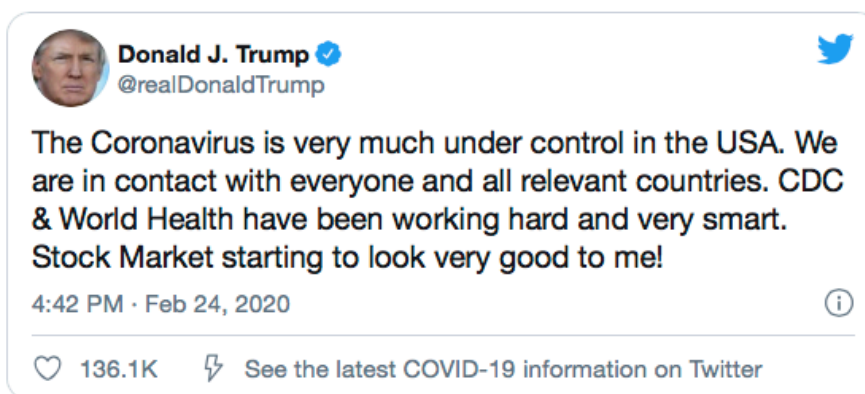 Donald J. Trump
@realDonaldTrump
The Coronavirus is very much under control in the USA. We
are in contact with everyone and all relevant countries. CDC
& World Health have been working hard and very smart.
Stock Market starting to look very good to me!
4:42 PM · Feb 24, 2020
136.1K See the latest COVID-19 information on Twitter